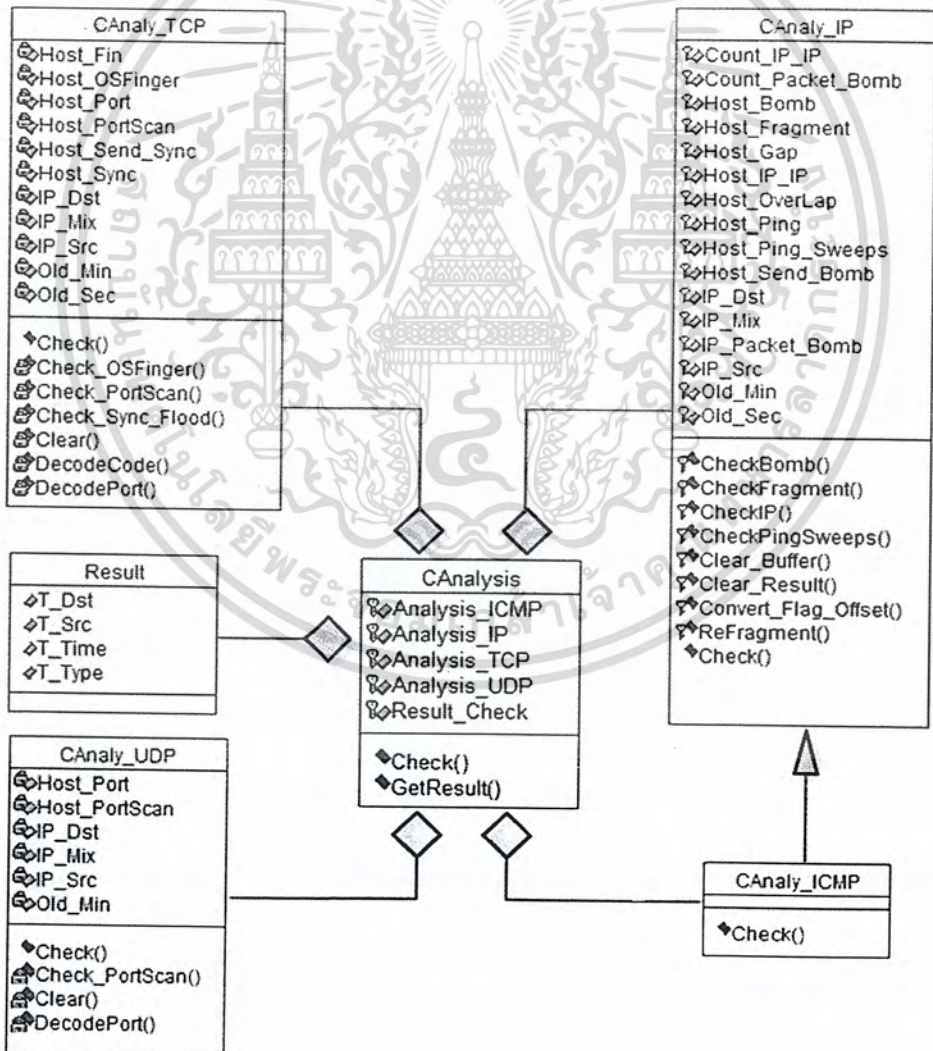 CAnaly_TCP
Host_Fin
Host_OSFinger
Host_Port
Host_PortScan
Host_Send_Sync
Host_Sync
IP_Dst
IP_Mix
IP_Src
Old_Min
Old_Sec
Check()
Check_OSFinger()
Check_PortScan()
Check_Sync_Flood()
Clear()
DecodeCode()
DecodePort()
CAnaly_IP
Count_IP_IP
Count_Packet_Bomb
Host_Bomb
Host_Fragment
Host_Gap
Host_IP_IP
Host_OverLap
Host_Ping
Host_Ping_Sweeps
Host_Send_Bomb
IP_Dst
IP_Mix
IP_Packet_Bomb
IP_Src
Old_Min
Old_Sec
CheckBomb()
CheckFragment()
CheckIP()
CheckPingSweeps()
Clear_Buffer()
Clear_Result()
Convert_Flag_Offset()
ReFragment()
Check()
Result
T_Dst
T_Src
T_Time
T_Type
CAnalysis
Analysis_ICMP
Analysis_IP
Analysis_TCP
Analysis_UDP
Result_Check
Check()
GetResult()
CAnaly_UDP
Host_Port
Host_PortScan
IP_Dst
IP_Mix
IP_Src
Old_Min
Check()
Check_PortScan()
Clear()
DecodePort()
CAnaly_ICMP
Check()